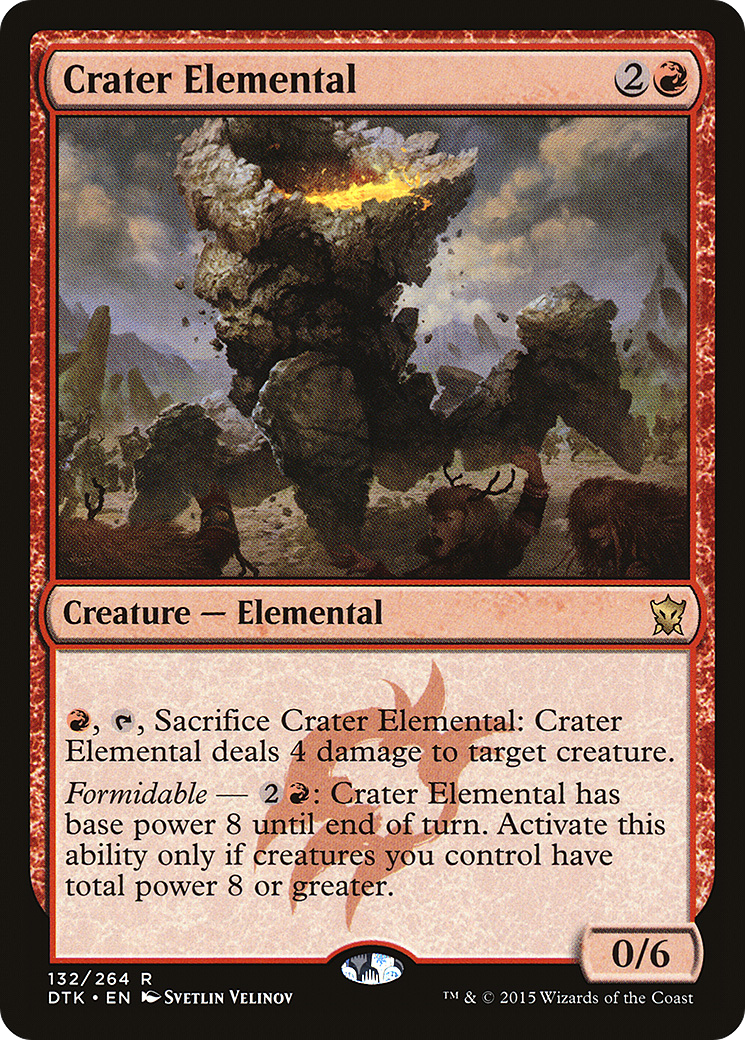 Crater Elemental
2
Creature — Elemental
, , Sacrifice Crater Elemental: Crater
Elemental deals 4 damage to target creature.
Formidable — 2 : Crater Elemental has
base power 8 until end of turn. Activate this
ability only if creatures you control have
total power 8 or greater.
0/6
132/264 R
DTK • EN Svetlin Velinov
™ & © 2015 Wizards of the Coast